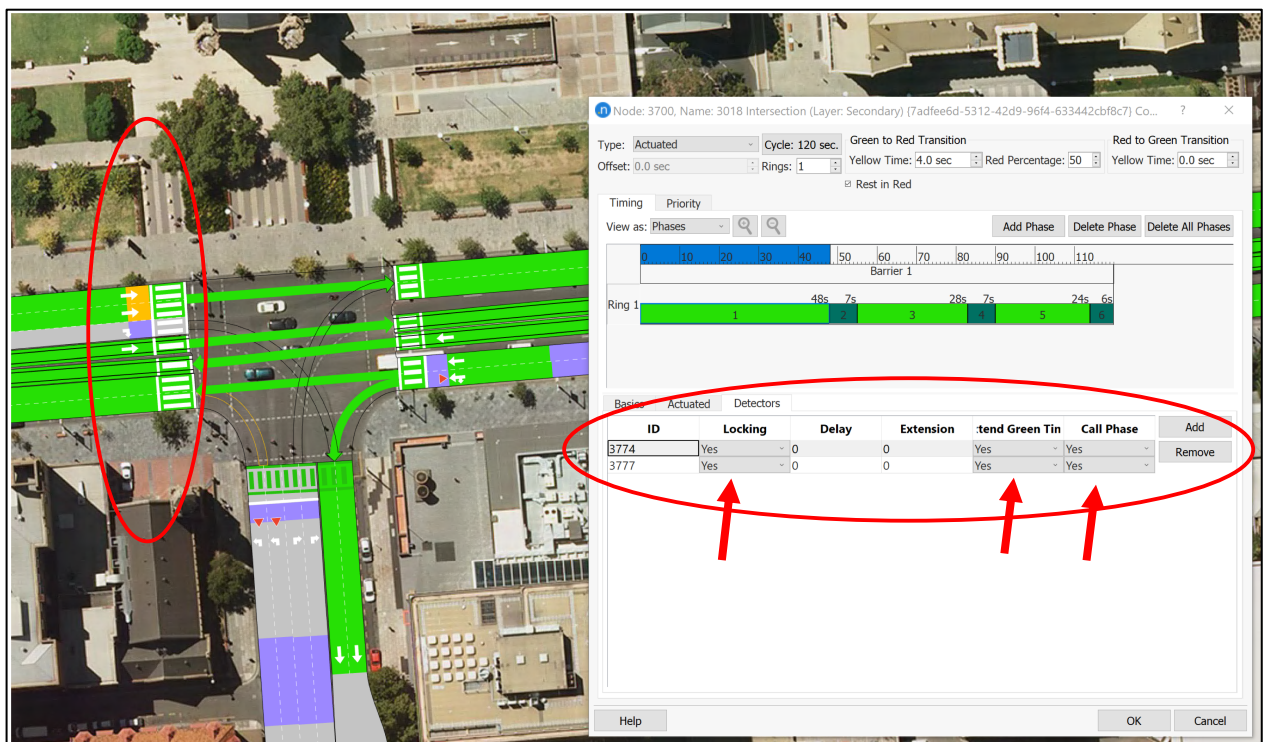 Node: 3700, Name: 3018 Intersection (Layer: Secondary) {7adfee6d-5312-42d9-96f4-633442cbf8c7} Co... ? ×
Type: Actuated Cycle: 120 sec. Green to Red Transition Red to Green Transition
Offset: 0.0 sec Rings: 1 Yellow Time: 4.0 sec Red Percentage: 50 Yellow Time: 0.0 sec
Rest in Red
Timing Priority
View as: Phases Add Phase Delete Phase Delete All Phases
0 10 20 30 40 50 60 70 80 90 100 110
Barrier 1
48s 7s 28s 7s 24s 6s
Ring 1 1 2 3 4 5 6
Basics Actuated Detectors
ID Locking Delay Extension :tend Green Tin Call Phase Add
3774 Yes 0 0 Yes Yes Remove
3777 Yes 0 0 Yes Yes
Help OK Cancel